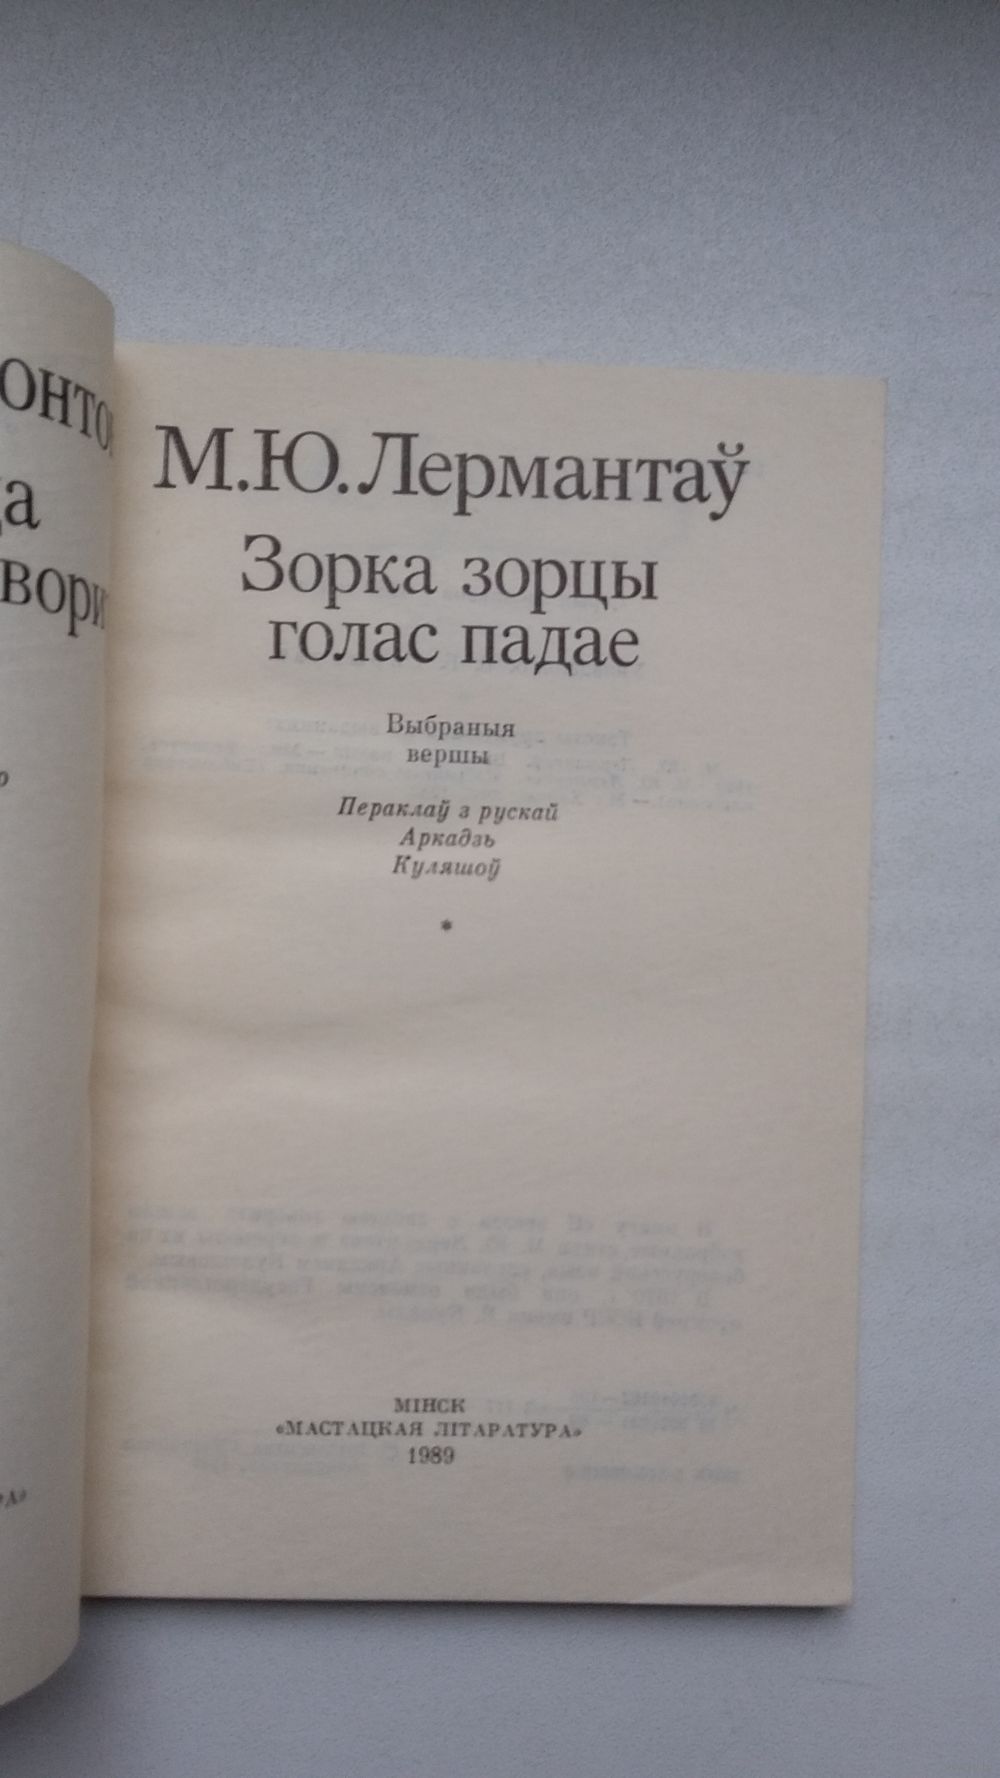 М.Ю.Лермантаў
Зорка зорцы
голас падае
Выбраныя
вершы
Пераклаў з рускай
Аркадзь
Куляшоў
*
МІНСК
«МАСТАЦКАЯ ЛІТАРАТУРА»
1989